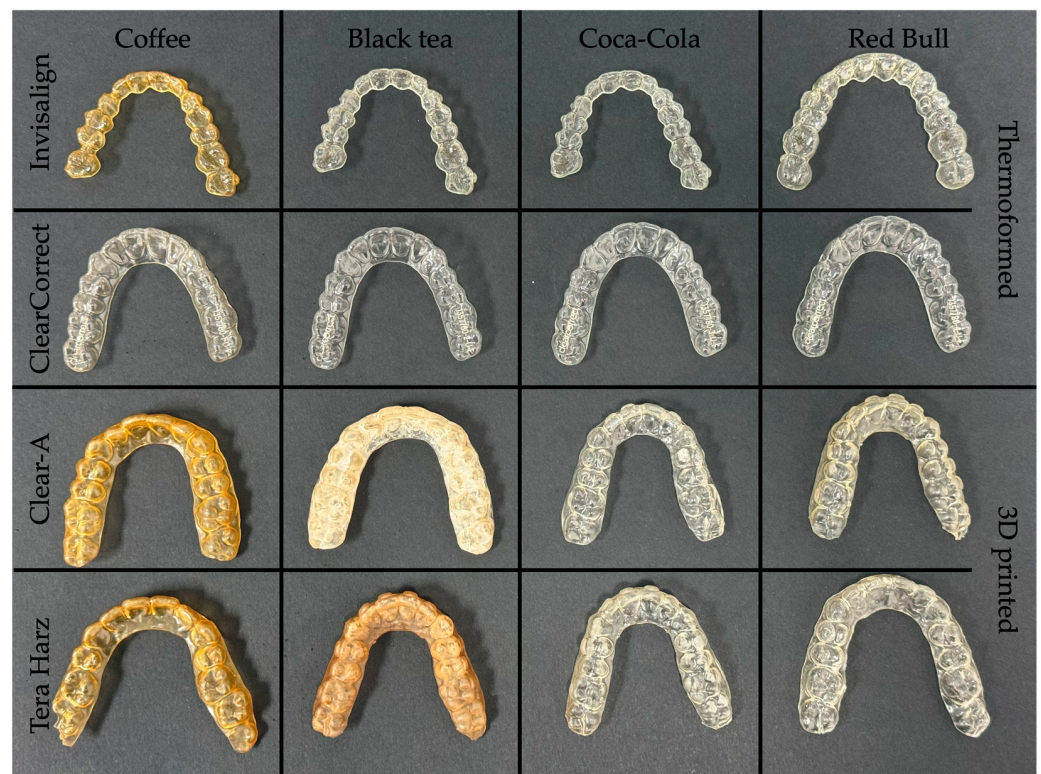 Coffee
Black tea
Coca-Cola
Red Bull
Invisalign
Thermoformed
ClearCorrect
Clear-A
3D printed
Tera Harz